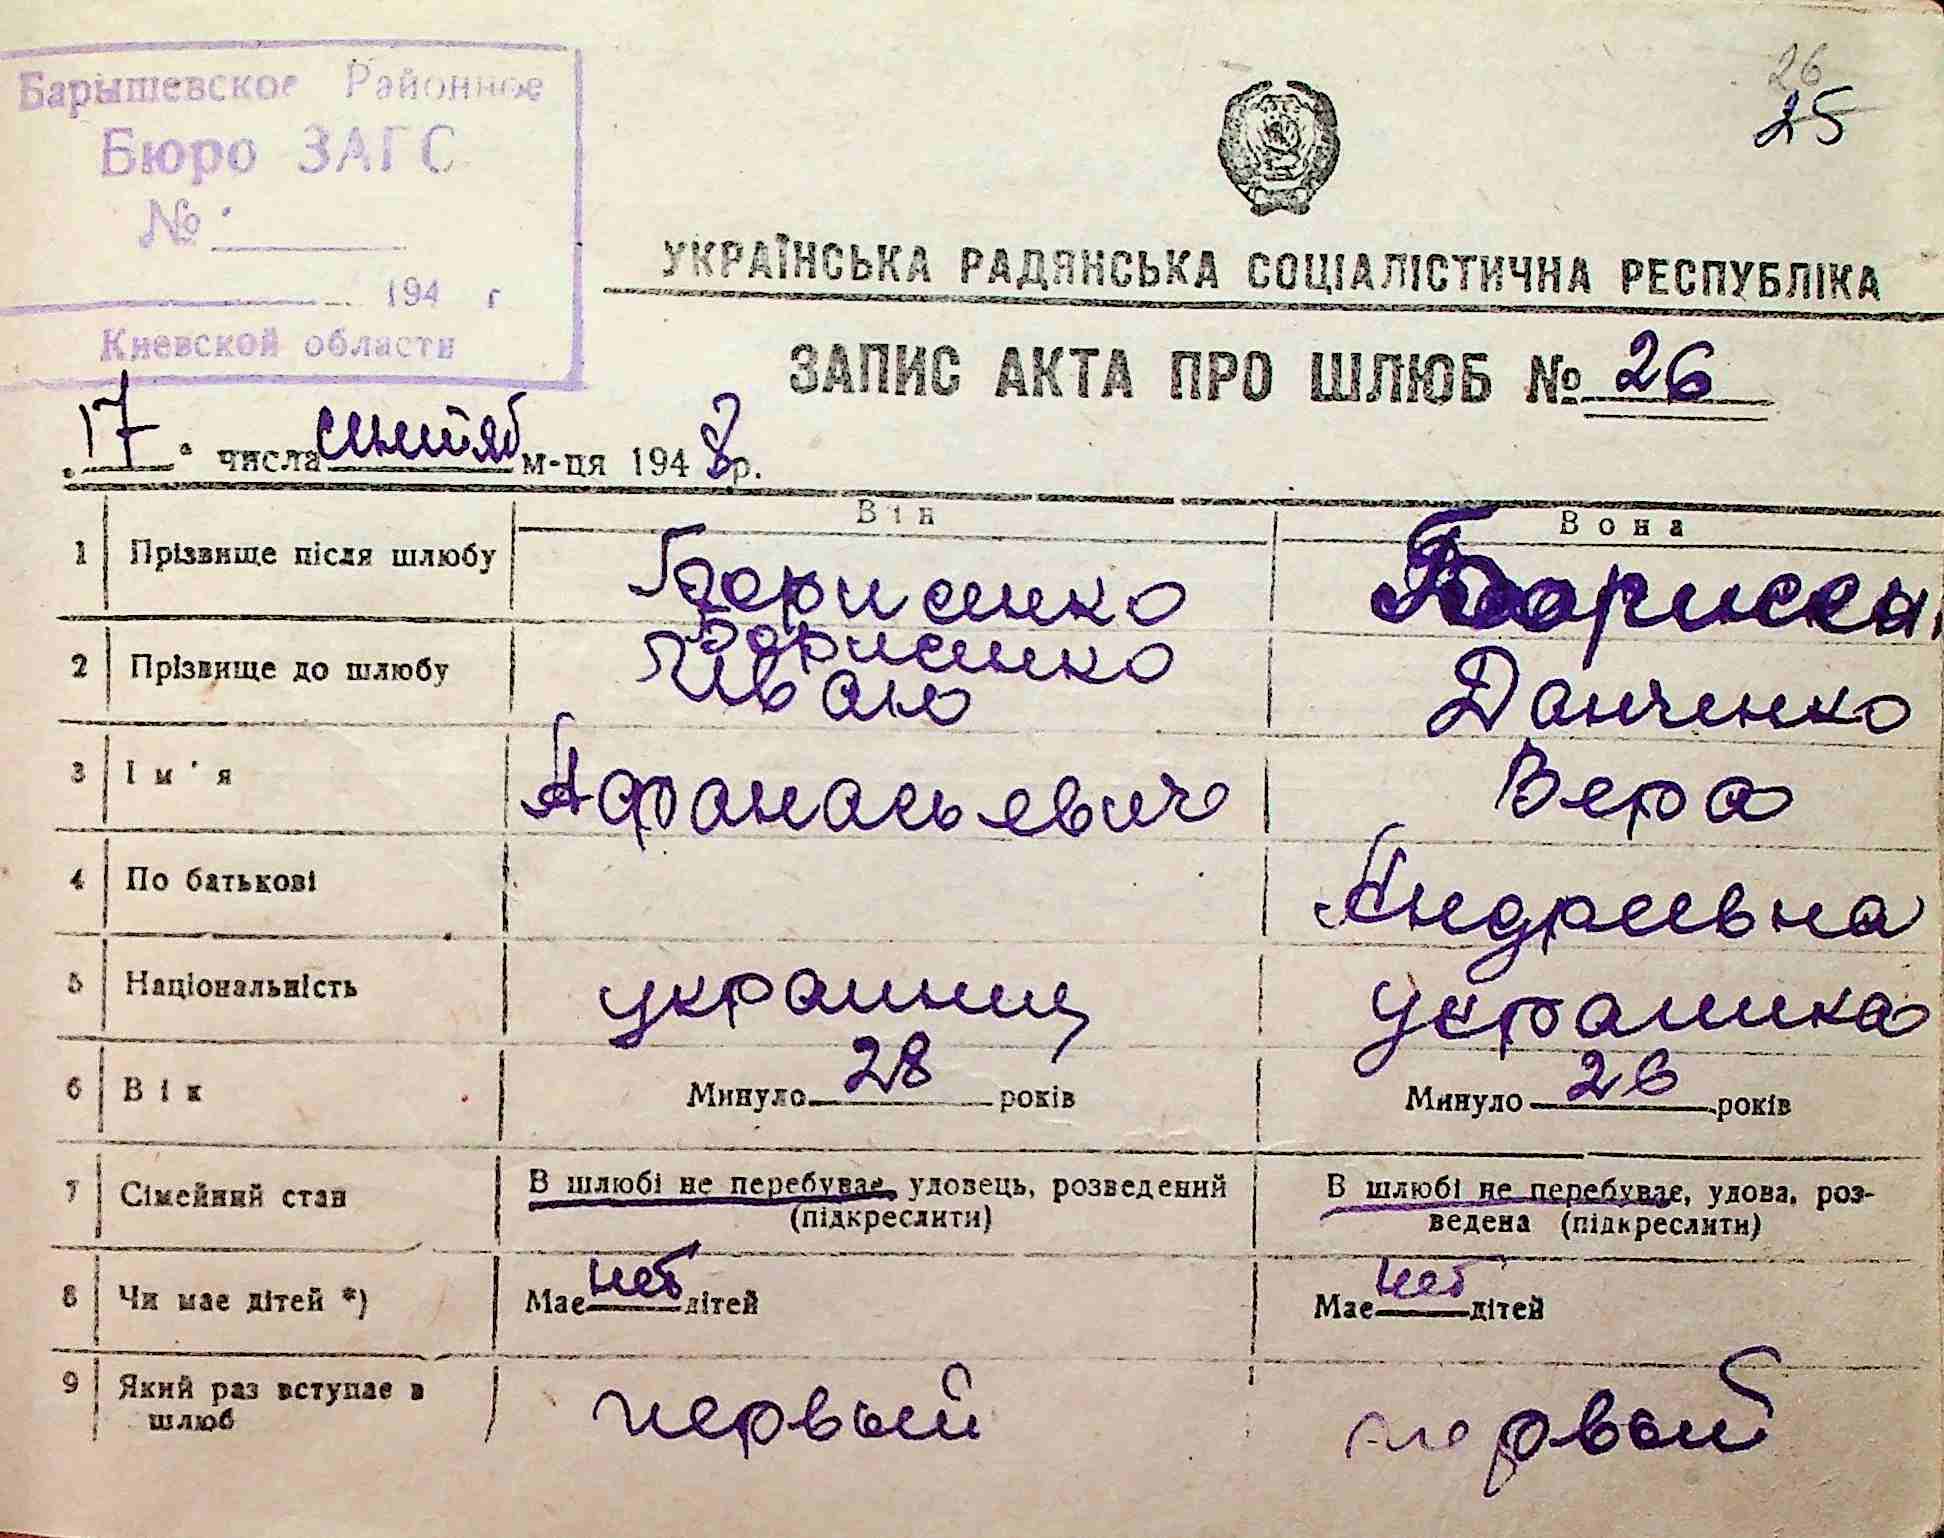 Барышевское Районное
Бюро ЗАГС
№
194 г
Киевской области
26
25
УКРАЇНСЬКА РАДЯНСЬКА СОЦІАЛІСТИЧНА РЕСПУБЛІКА
ЗАПИС АКТА ПРО ШЛЮБ № 26
„17“ числа сентяб м-ця 1948 р.
Він Вона
1 Прізвище після шлюбу Борисенко
2 Прізвище до шлюбу Борисенко Данченко
Иван
3 Ім'я Афанасьевич Вера
4 По батькові Андреевна
5 Національність украинец украинка
6 Вік Минуло 28 років Минуло 26 років
7 Сімейний стан В шлюбі не перебуває, удовець, розведений (підкреслити) В шлюбі не перебуває, удова, роз-
ведена (підкреслити)
8 Чи має дітей *) Має нет дітей Має нет дітей
9 Який раз вступає в шлюб первый первый